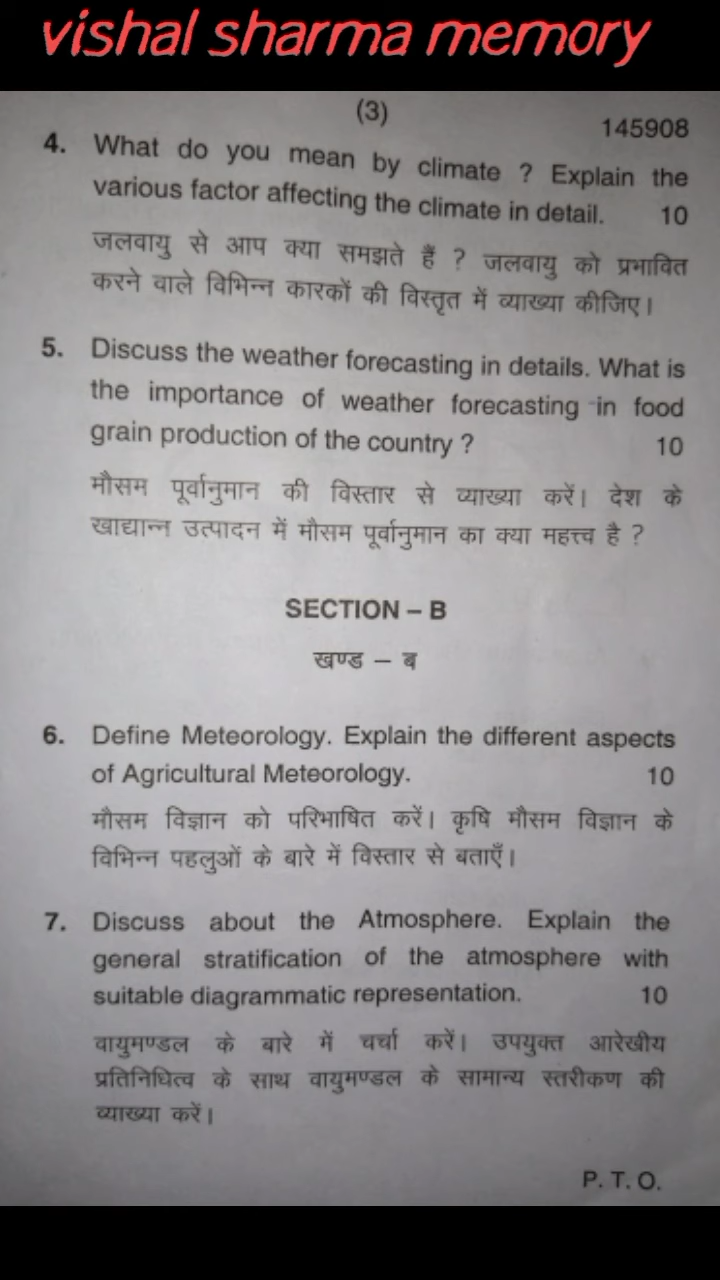 vishal sharma memory
(3)
145908
4. What do you mean by climate ? Explain the
various factor affecting the climate in detail. 10
जलवायु से आप क्या समझते हैं ? जलवायु को प्रभावित
करने वाले विभिन्न कारकों की विस्तृत में व्याख्या कीजिए।
5. Discuss the weather forecasting in details. What is
the importance of weather forecasting in food
grain production of the country ? 10
मौसम पूर्वानुमान की विस्तार से व्याख्या करें। देश के
खाद्यान्न उत्पादन में मौसम पूर्वानुमान का क्या महत्त्व है ?
SECTION – B
खण्ड – ब
6. Define Meteorology. Explain the different aspects
of Agricultural Meteorology. 10
मौसम विज्ञान को परिभाषित करें। कृषि मौसम विज्ञान के
विभिन्न पहलुओं के बारे में विस्तार से बताएँ।
7. Discuss about the Atmosphere. Explain the
general stratification of the atmosphere with
suitable diagrammatic representation. 10
वायुमण्डल के बारे में चर्चा करें। उपयुक्त आरेखीय
प्रतिनिधित्व के साथ वायुमण्डल के सामान्य स्तरीकण की
व्याख्या करें।
P. T. O.